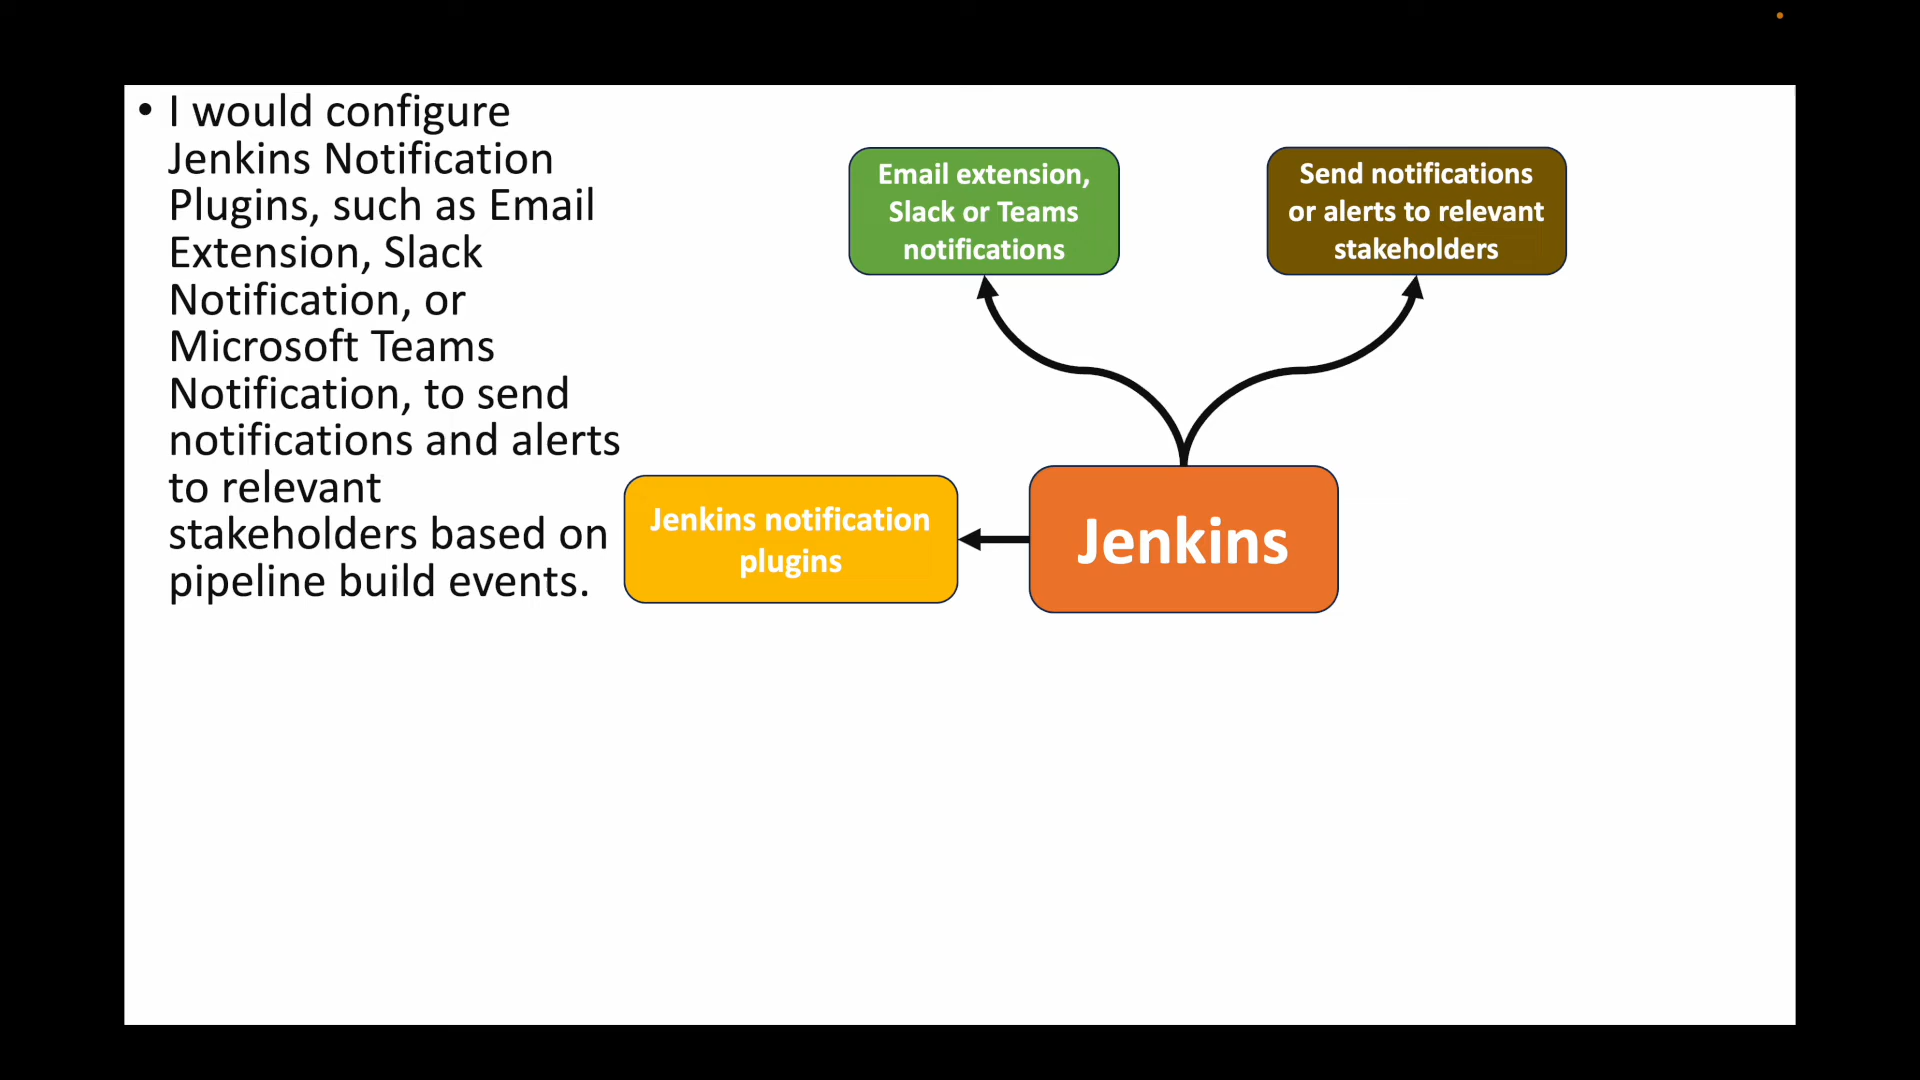 • I would configure
Jenkins Notification
Plugins, such as Email
Extension, Slack
Notification, or
Microsoft Teams
Notification, to send
notifications and alerts
to relevant
stakeholders based on
pipeline build events.
Email extension,
Slack or Teams
notifications
Send notifications
or alerts to relevant
stakeholders
Jenkins notification
plugins
Jenkins